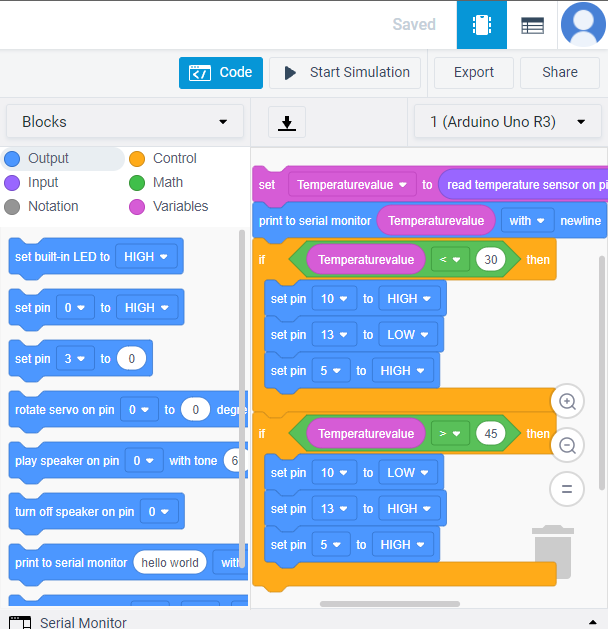 Saved
Code
Start Simulation
Export
Share
Blocks
1 (Arduino Uno R3)
Output
Control
Input
Math
Notation
Variables
set built-in LED to HIGH
set pin 0 to HIGH
set pin 3 to 0
rotate servo on pin 0 to 0 degre
play speaker on pin 0 with tone 6
turn off speaker on pin 0
print to serial monitor hello world with
set Temperaturevalue to read temperature sensor on pi
print to serial monitor Temperaturevalue with newline
if Temperaturevalue < 30 then
set pin 10 to HIGH
set pin 13 to LOW
set pin 5 to HIGH
if Temperaturevalue > 45 then
set pin 10 to LOW
set pin 13 to HIGH
set pin 5 to HIGH
Serial Monitor